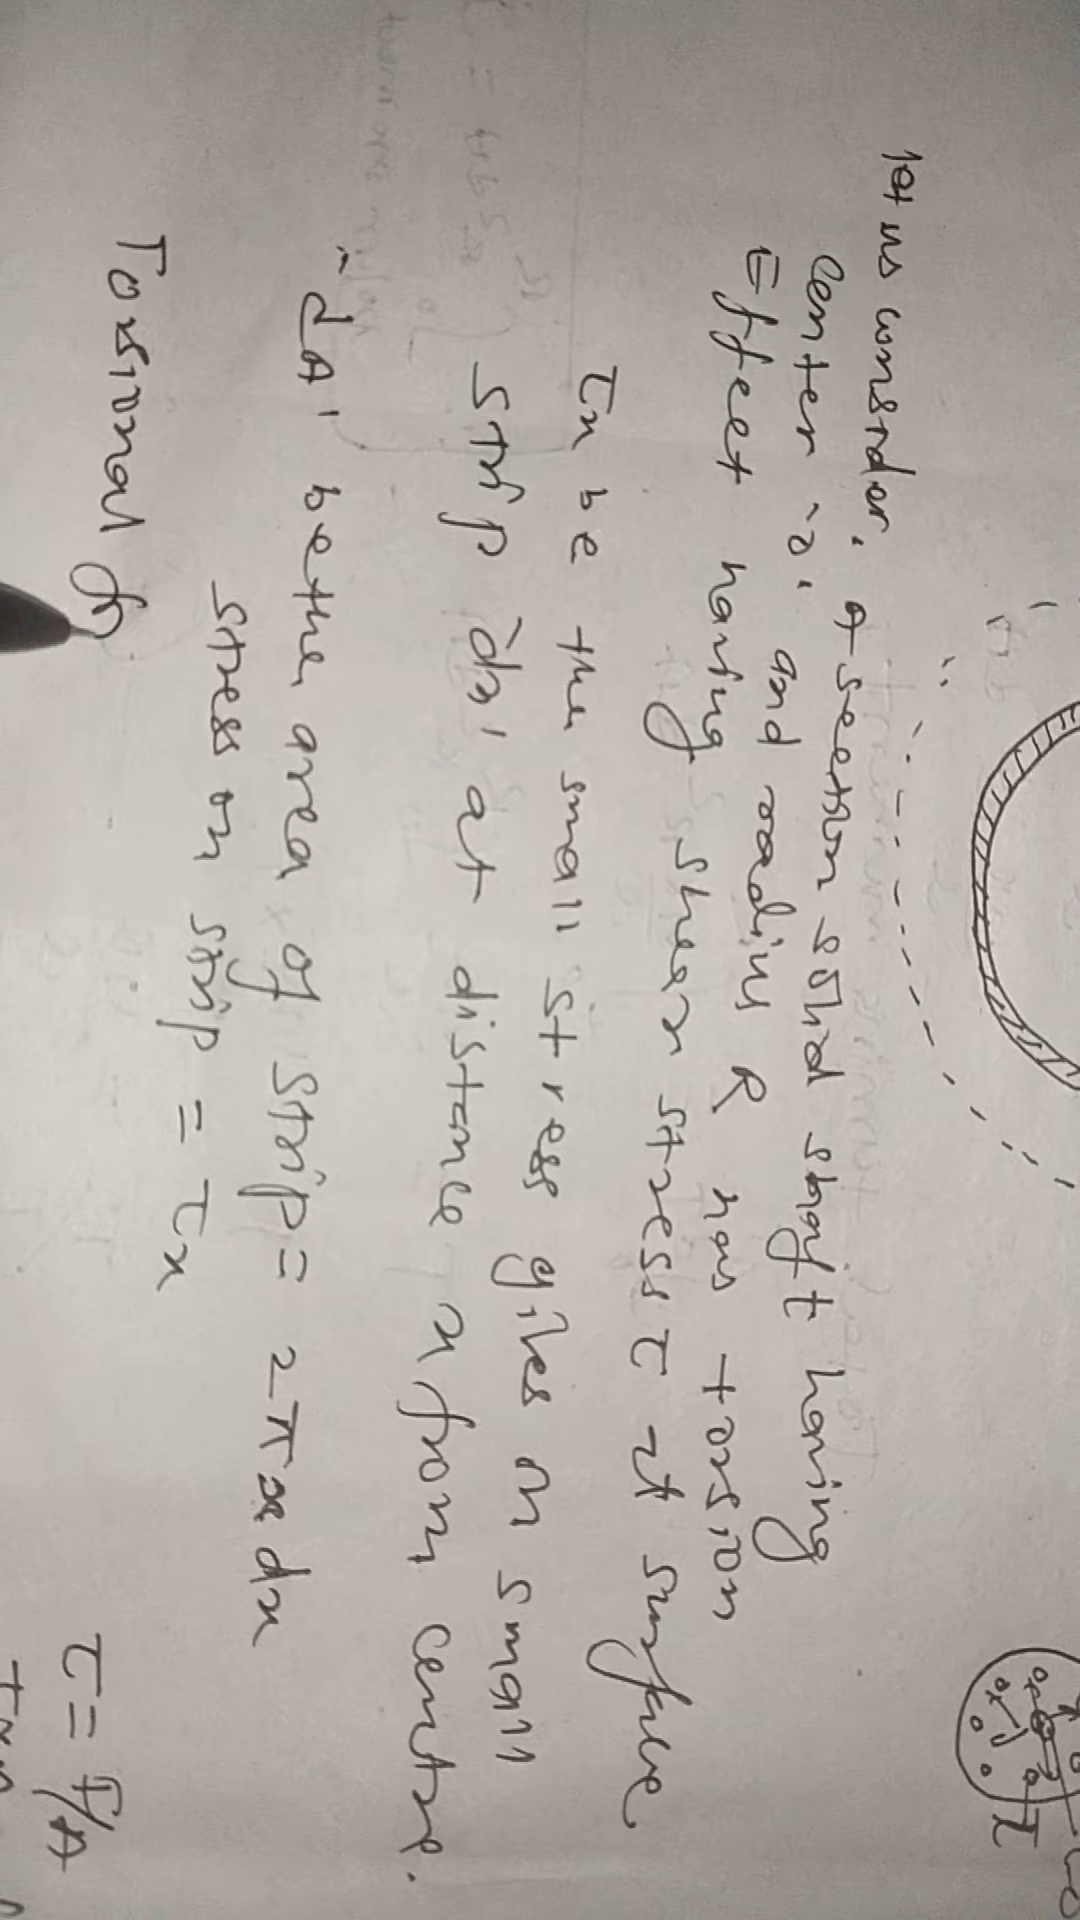 let us consider. of section solid shaft having
center 'o' and radius R has torsion
Effeet having shear stress τ at surface
τx be the small stress gives on small
strip 'dx' at distance x from centre.
"dA' be the area of strip = 2πx dx
stress on strip = τx
Torsional
τ = F/A